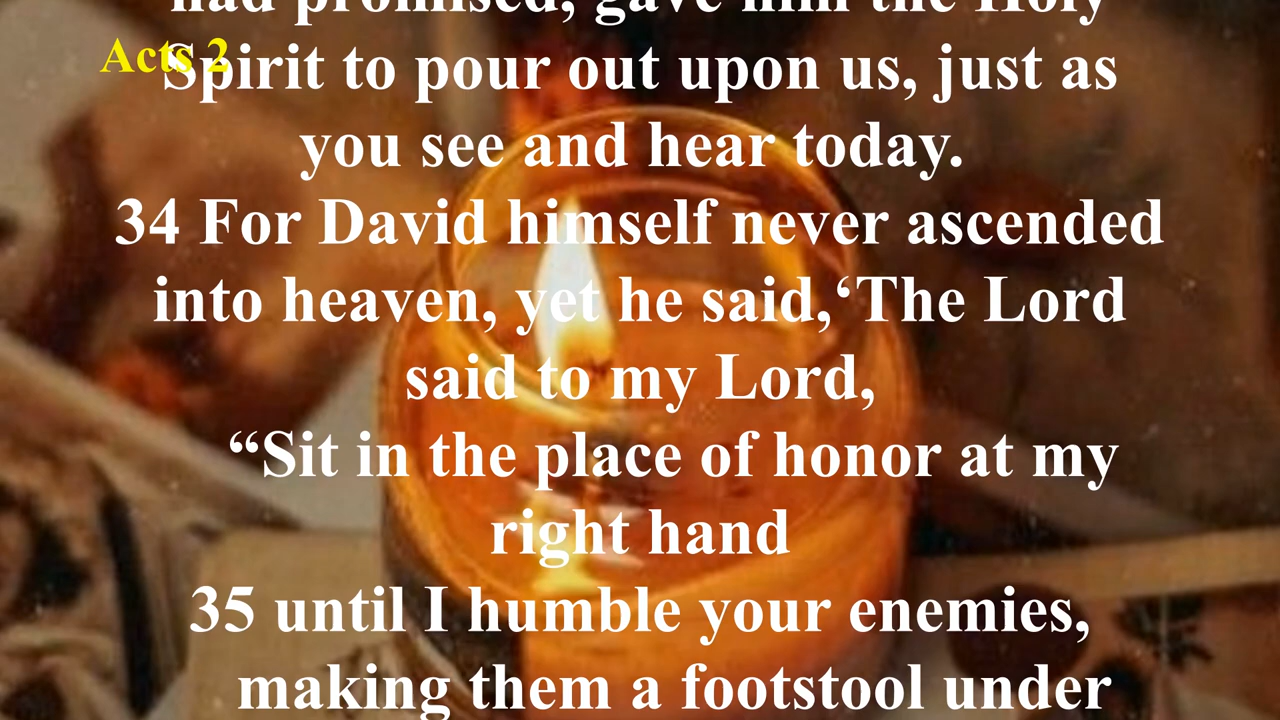 had promised, gave him the Holy
Acts 2
Spirit to pour out upon us, just as
you see and hear today.
34 For David himself never ascended
into heaven, yet he said,‘The Lord
said to my Lord,
“Sit in the place of honor at my
right hand
35 until I humble your enemies,
making them a footstool under